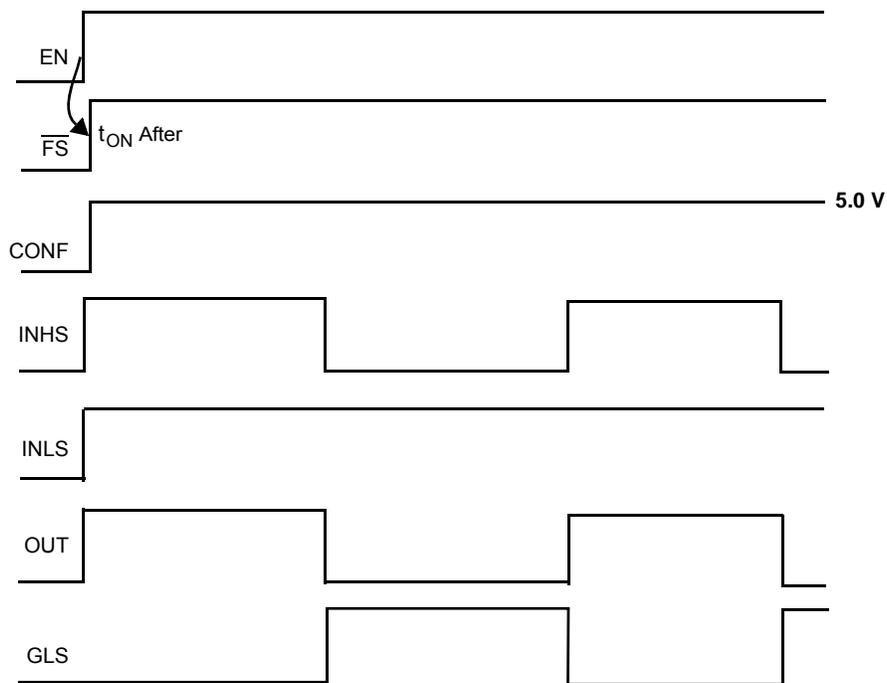 EN
FS
tON After
5.0 V
CONF
INHS
INLS
OUT
GLS